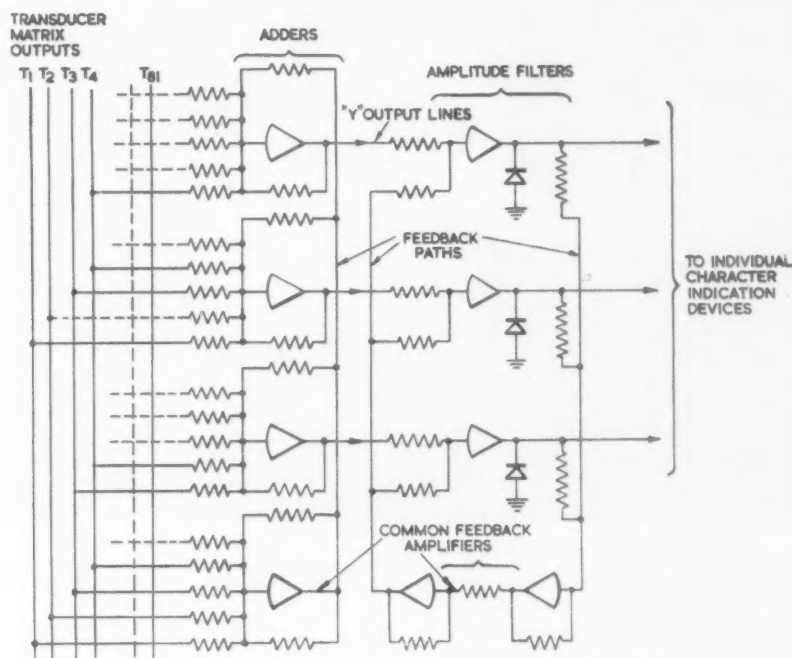 TRANSDUCER
MATRIX
OUTPUTS
T1 T2 T3 T4 T81
ADDERS
AMPLITUDE FILTERS
"Y" OUTPUT LINES
FEEDBACK
PATHS
TO INDIVIDUAL
CHARACTER
INDICATION
DEVICES
COMMON FEEDBACK
AMPLIFIERS